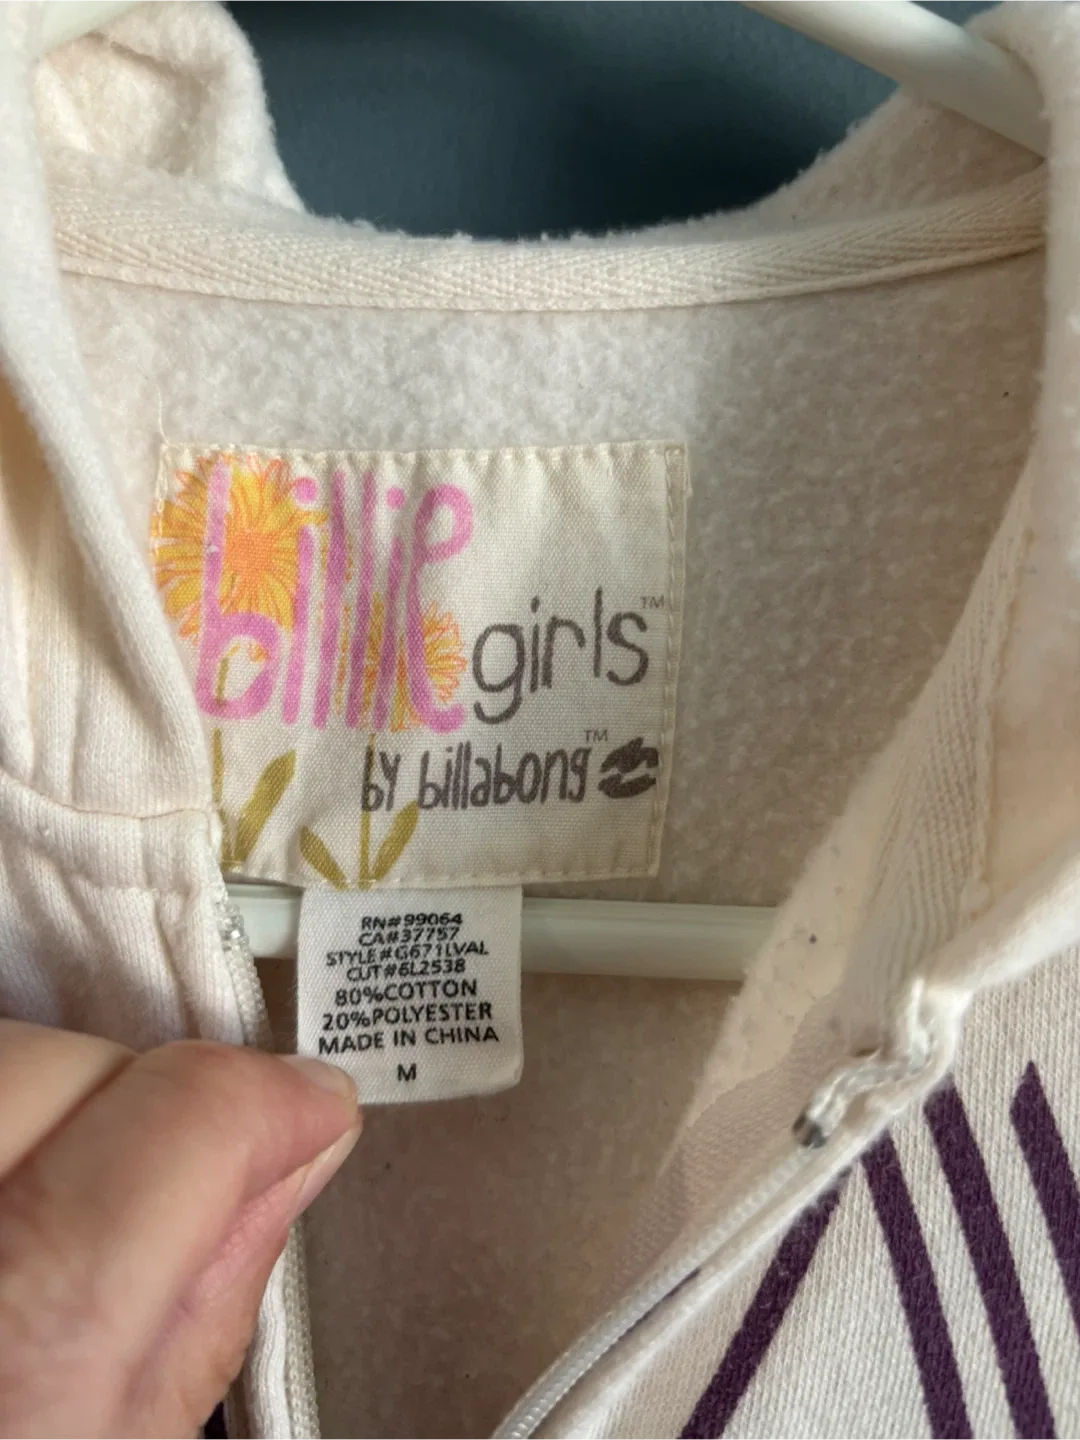 billie
girls™
by billabong™
RN#99064
CA#37757
STYLE#G671LVAL
CUT#6L2538
80%COTTON
20%POLYESTER
MADE IN CHINA
M